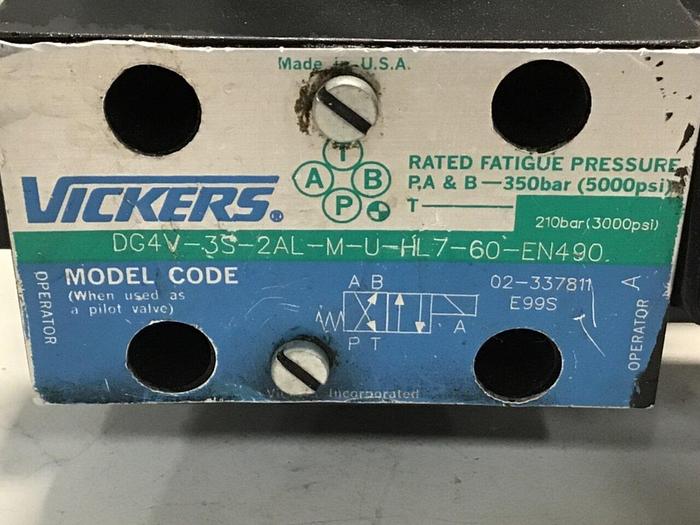 Made in U.S.A.
T
A B
P
VICKERS®
RATED FATIGUE PRESSURE
P,A & B—350bar (5000psi)
T—210bar (3000psi)
DG4V-3S-2AL-M-U-HL7-60-EN490
MODEL CODE
(When used as
a pilot valve)
OPERATOR
A B
A
P T
02-337811
E99S
OPERATOR A
Vickers Incorporated